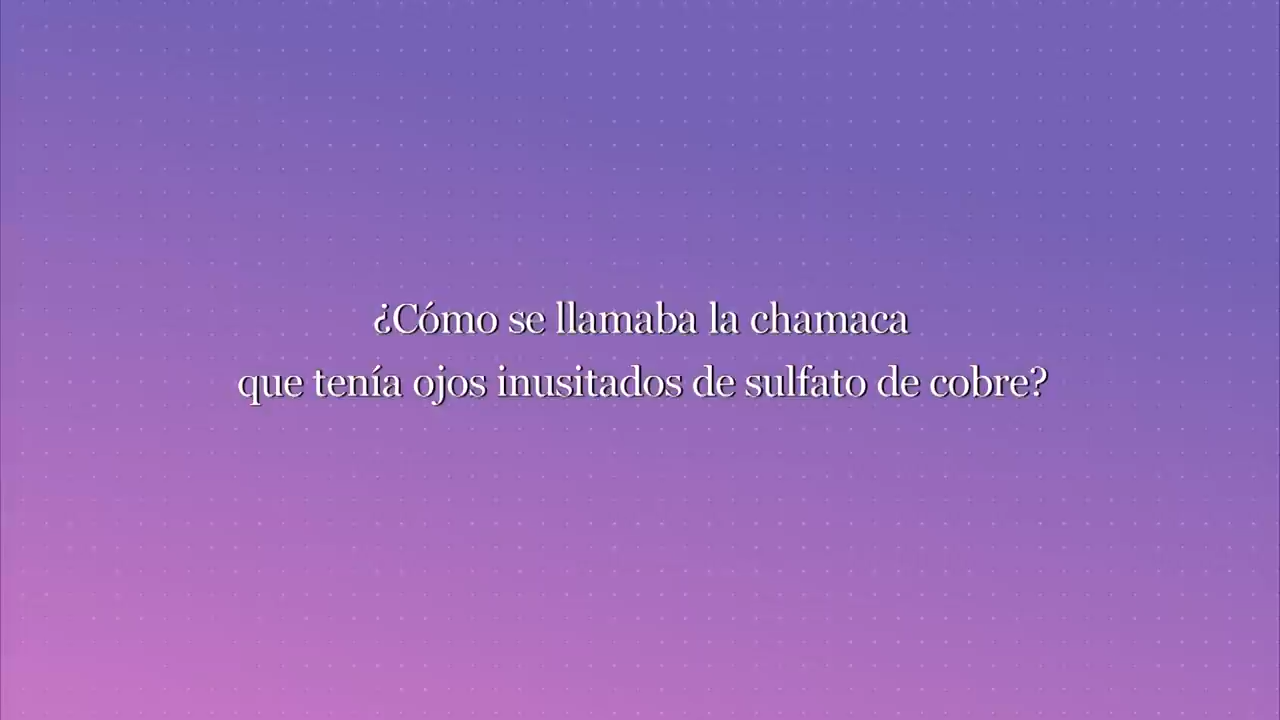 ¿Cómo se llamaba la chamaca
que tenía ojos inusitados de sulfato de cobre?